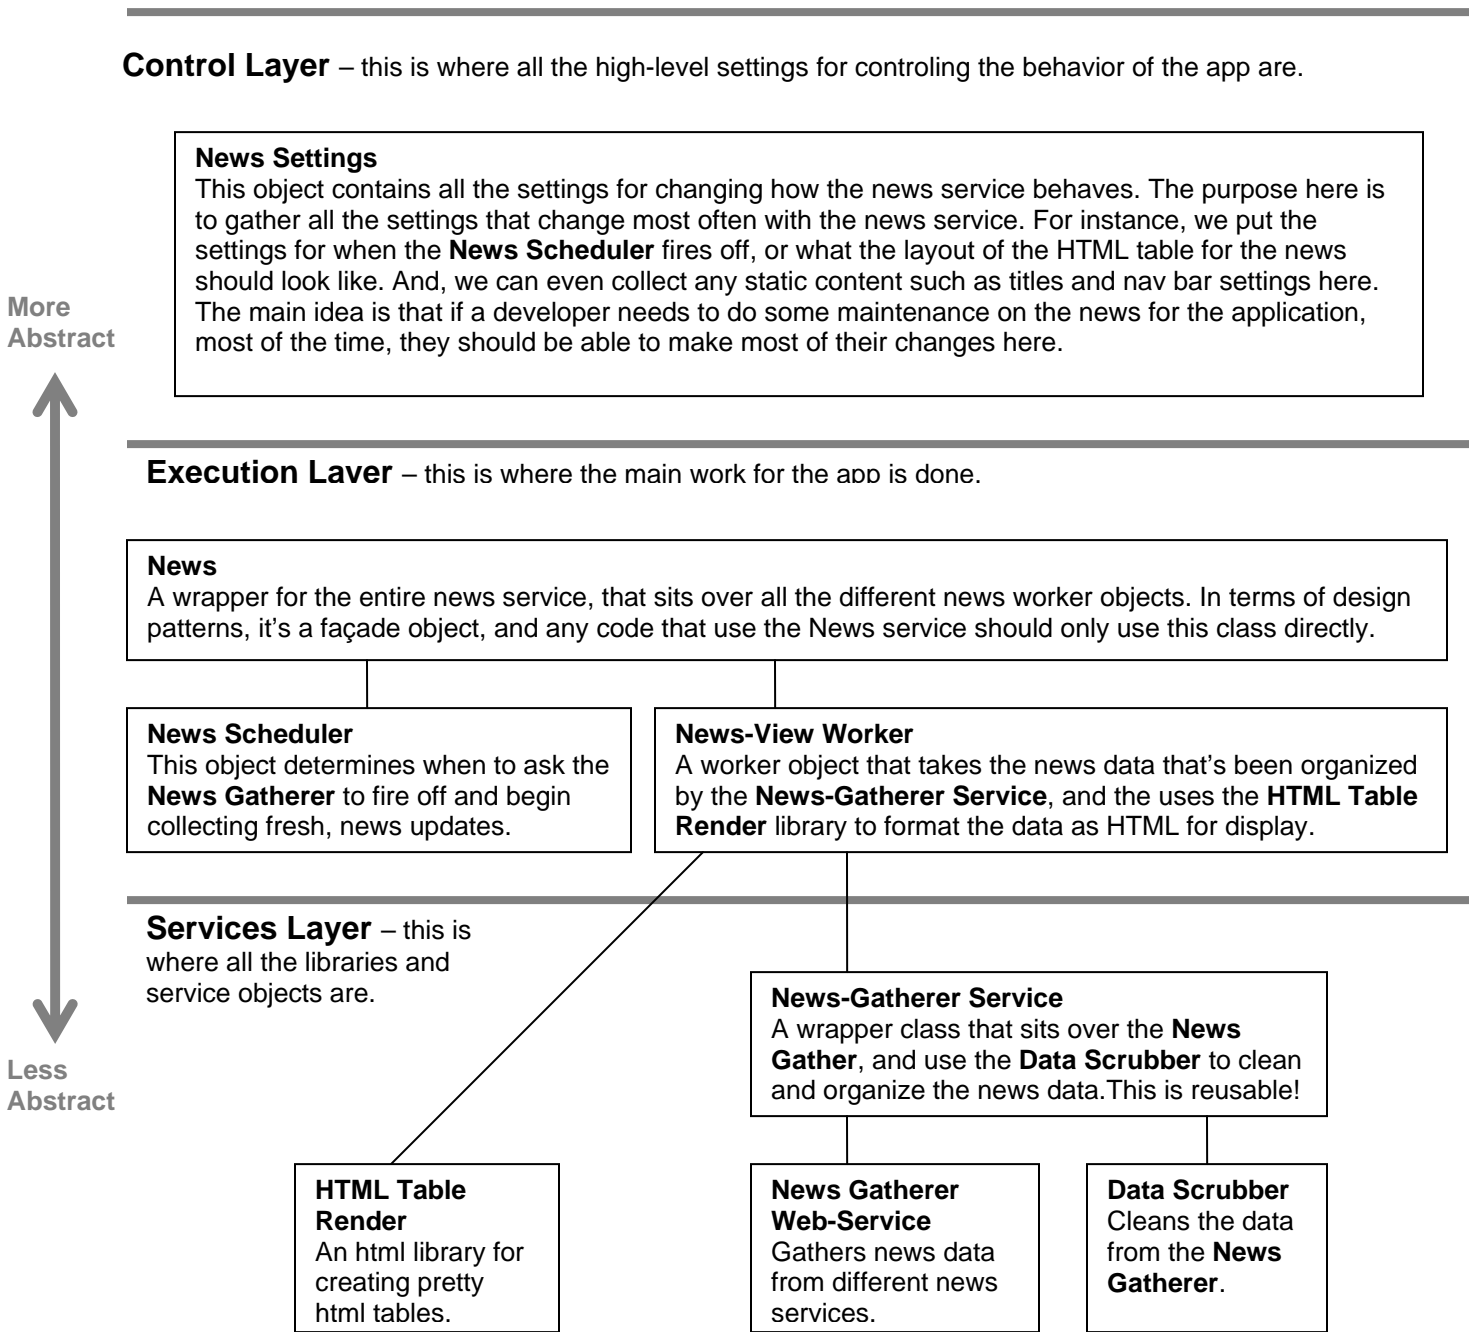 Control Layer – this is where all the high-level settings for controling the behavior of the app are.
News Settings
This object contains all the settings for changing how the news service behaves. The purpose here is
to gather all the settings that change most often with the news service. For instance, we put the
settings for when the News Scheduler fires off, or what the layout of the HTML table for the news
should look like. And, we can even collect any static content such as titles and nav bar settings here.
The main idea is that if a developer needs to do some maintenance on the news for the application,
most of the time, they should be able to make most of their changes here.
More
Abstract
Execution Layer – this is where the main work for the app is done.
News
A wrapper for the entire news service, that sits over all the different news worker objects. In terms of design
patterns, it's a façade object, and any code that use the News service should only use this class directly.
News Scheduler
This object determines when to ask the
News Gatherer to fire off and begin
collecting fresh, news updates.
News-View Worker
A worker object that takes the news data that's been organized
by the News-Gatherer Service, and the uses the HTML Table
Render library to format the data as HTML for display.
Services Layer – this is
where all the libraries and
service objects are.
News-Gatherer Service
A wrapper class that sits over the News
Gather, and use the Data Scrubber to clean
and organize the news data.This is reusable!
Less
Abstract
HTML Table
Render
An html library for
creating pretty
html tables.
News Gatherer
Web-Service
Gathers news data
from different news
services.
Data Scrubber
Cleans the data
from the News
Gatherer.